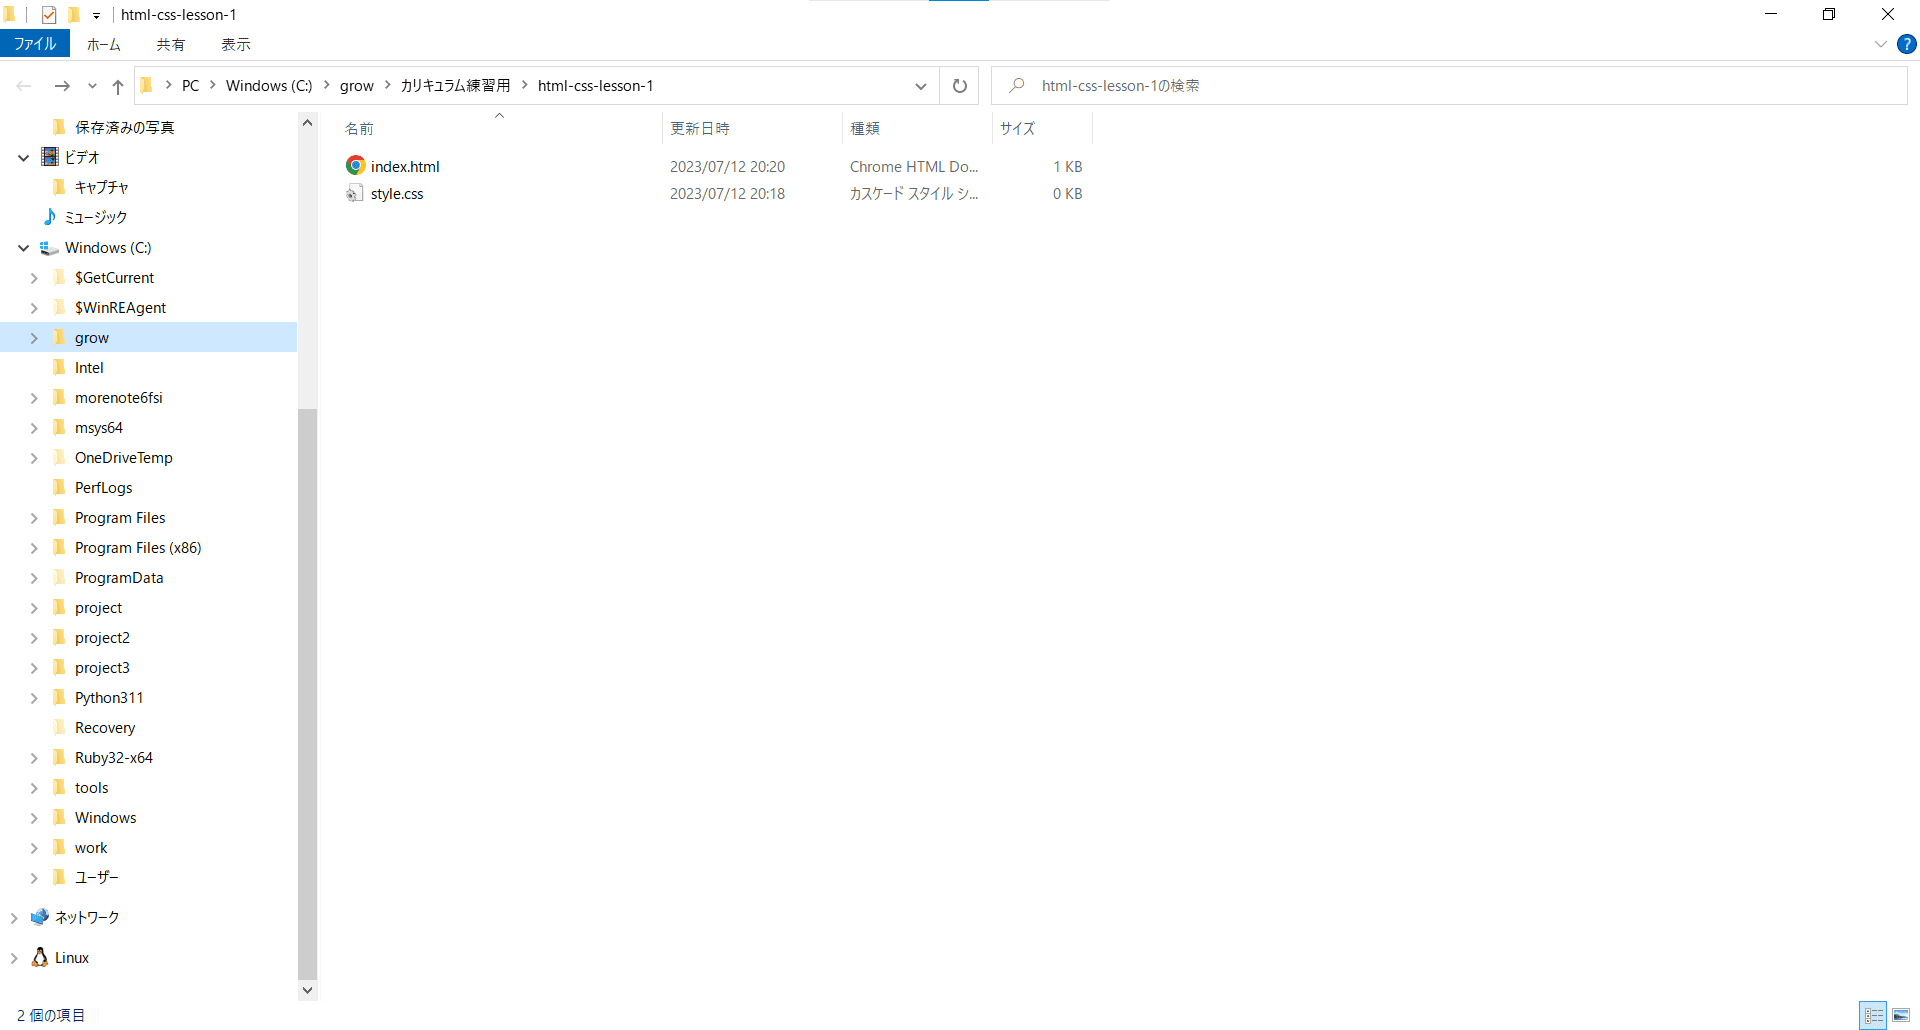 html-css-lesson-1
ファイル ホーム 共有 表示
PC Windows (C:) grow カリキュラム練習用 html-css-lesson-1
html-css-lesson-1の検索
保存済みの写真
ビデオ
キャプチャ
ミュージック
Windows (C:)
$GetCurrent
$WinREAgent
grow
Intel
morenote6fsi
msys64
OneDriveTemp
PerfLogs
Program Files
Program Files (x86)
ProgramData
project
project2
project3
Python311
Recovery
Ruby32-x64
tools
Windows
work
ユーザー
ネットワーク
Linux
名前 更新日時 種類 サイズ
index.html 2023/07/12 20:20 Chrome HTML Do... 1 KB
style.css 2023/07/12 20:18 カスケード スタイル シ... 0 KB
2 個の項目